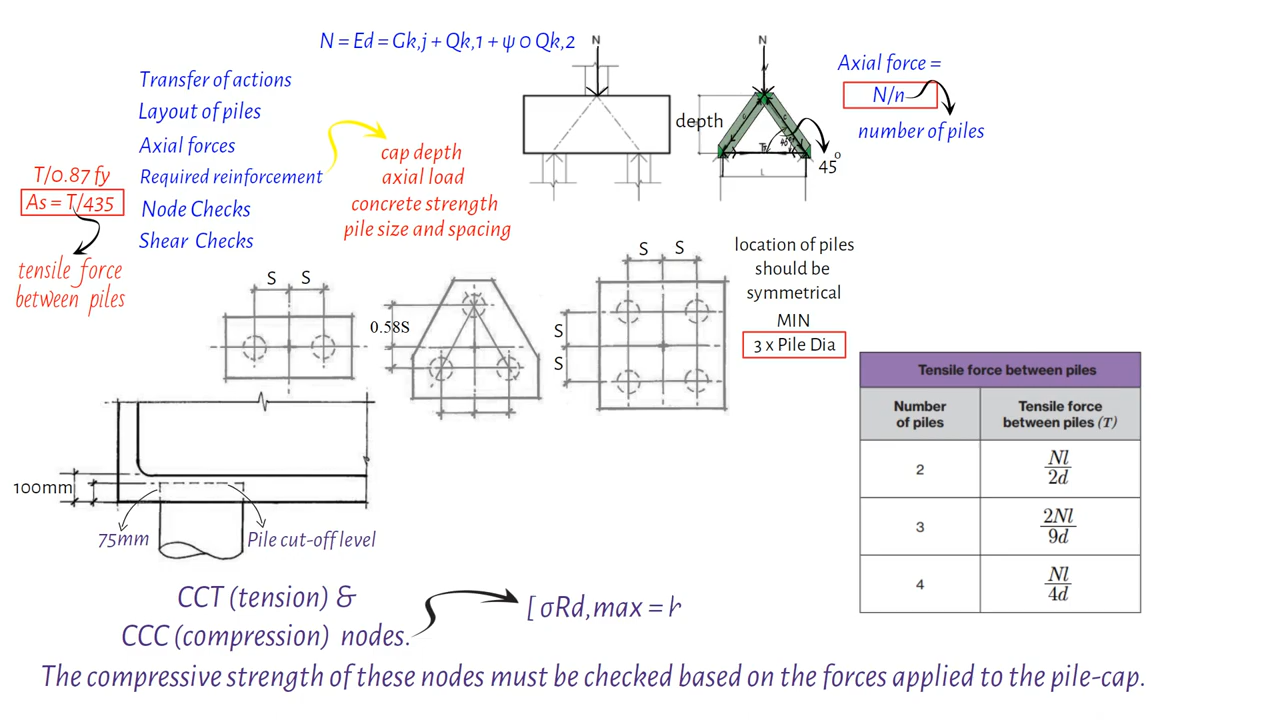 N = Ed = Gk,j + Qk,1 + ψ 0 Qk,2
Transfer of actions
Layout of piles
Axial forces
Required reinforcement
Node Checks
Shear Checks
T/0.87 fy
As = T/435
tensile force
between piles
cap depth
axial load
concrete strength
pile size and spacing
N
N
depth
L
45°
Axial force =
N/n
number of piles
S S
0.58S
S S
S
S
location of piles
should be
symmetrical
MIN
3 x Pile Dia
100mm
75mm
Pile cut-off level
Tensile force between piles
Number
of piles
Tensile force
between piles (T)
2
Nl
2d
3
2Nl
9d
4
Nl
4d
CCT (tension) &
CCC (compression) nodes.
[ σRd,max =
The compressive strength of these nodes must be checked based on the forces applied to the pile-cap.